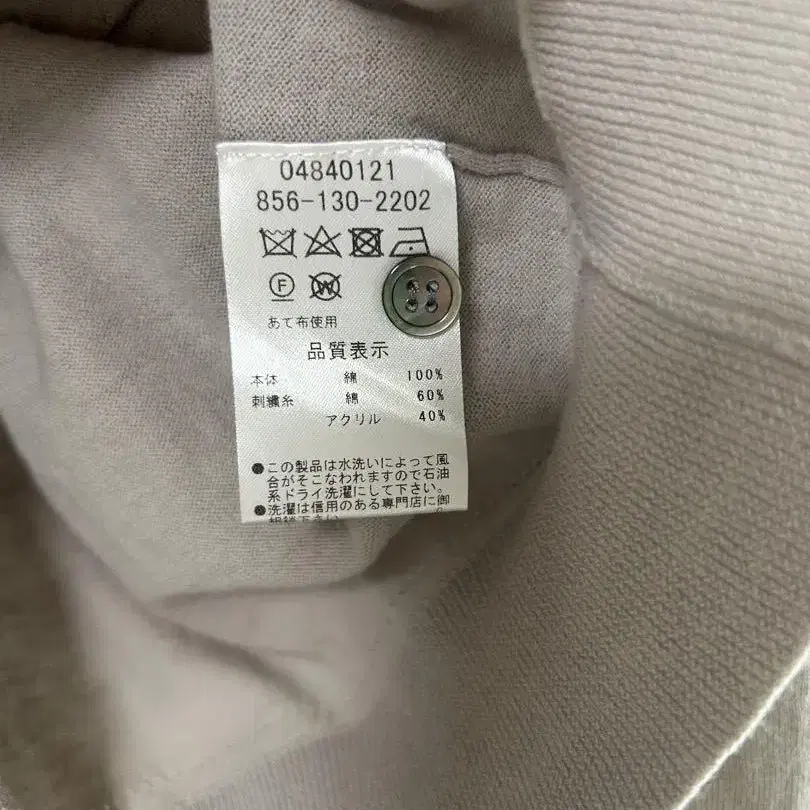 04840121
856-130-2202
F W
あて布使用
品質表示
本体 綿 100%
刺繍糸 綿 60%
アクリル 40%
●この製品は水洗いによって風
合がそこなわれますので石油
系ドライ洗濯にして下さい。
●洗濯は信用のある専門店に御